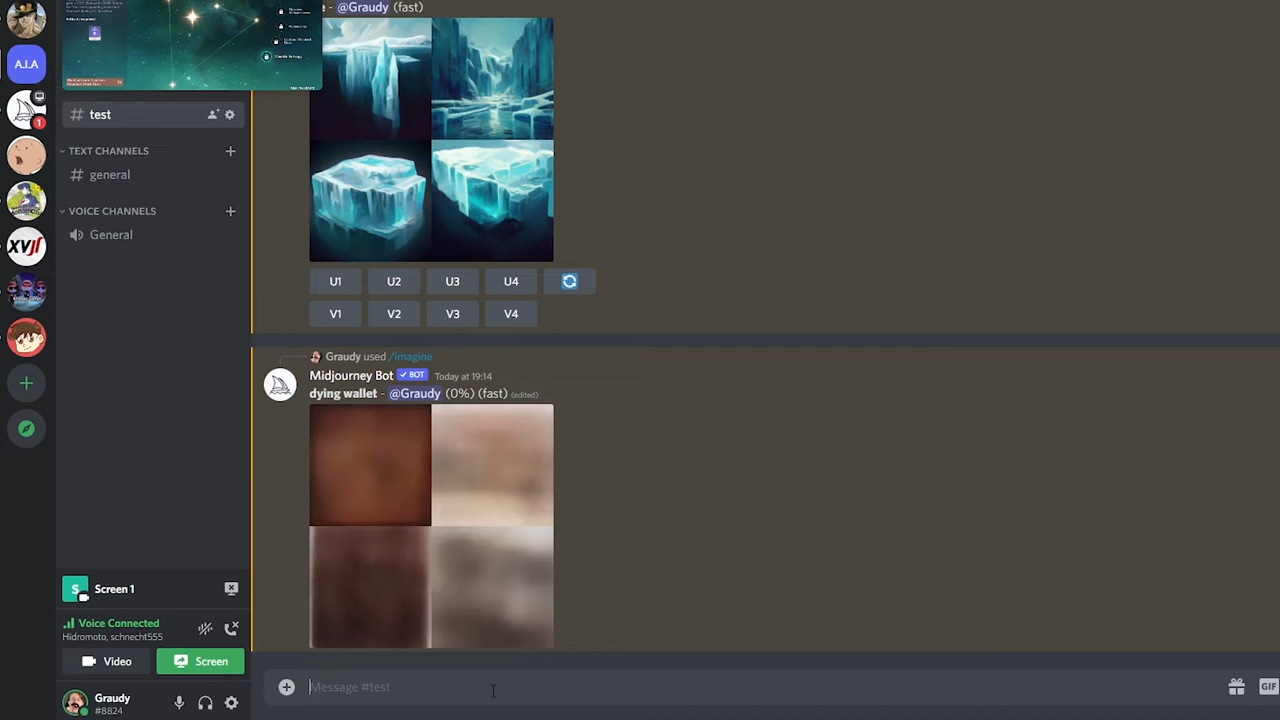 - @Graudy (fast)
A.I.A
1
test
TEXT CHANNELS
general
VOICE CHANNELS
General
XVJ
U1 U2 U3 U4
V1 V2 V3 V4
Graudy used /imagine
Midjourney Bot ✓ BOT Today at 19:14
dying wallet - @Graudy (0%) (fast) (edited)
S Screen 1
Voice Connected
Hidromoto, schnecht555
Video Screen
Graudy
#8824
Message #test
GIF